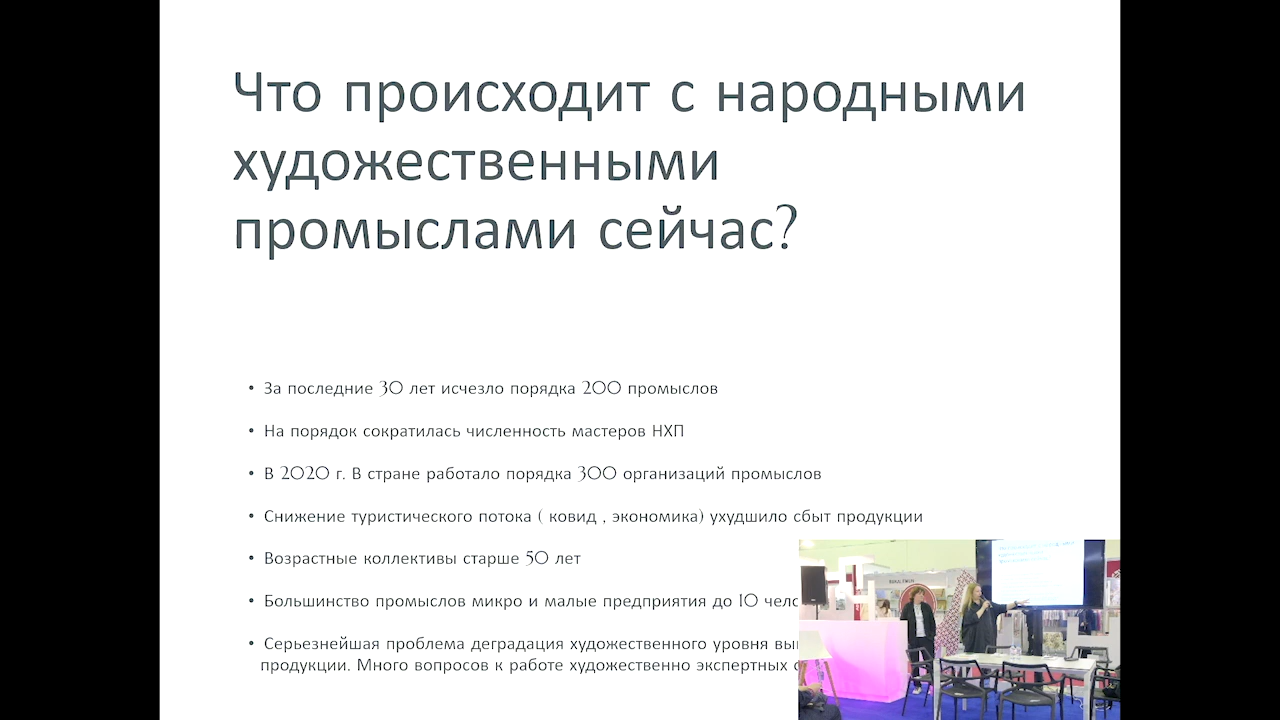 Что происходит с народными
художественными
промыслами сейчас?
• За последние 30 лет исчезло порядка 200 промыслов
• На порядок сократилась численность мастеров НХП
• В 2020 г. В стране работало порядка 300 организаций промыслов
• Снижение туристического потока ( ковид , экономика) ухудшило сбыт продукции
• Возрастные коллективы старше 50 лет
• Большинство промыслов микро и малые предприятия до 10
• Серьезнейшая проблема деградация художественного уровня
продукции. Много вопросов к работе художественно экспертных